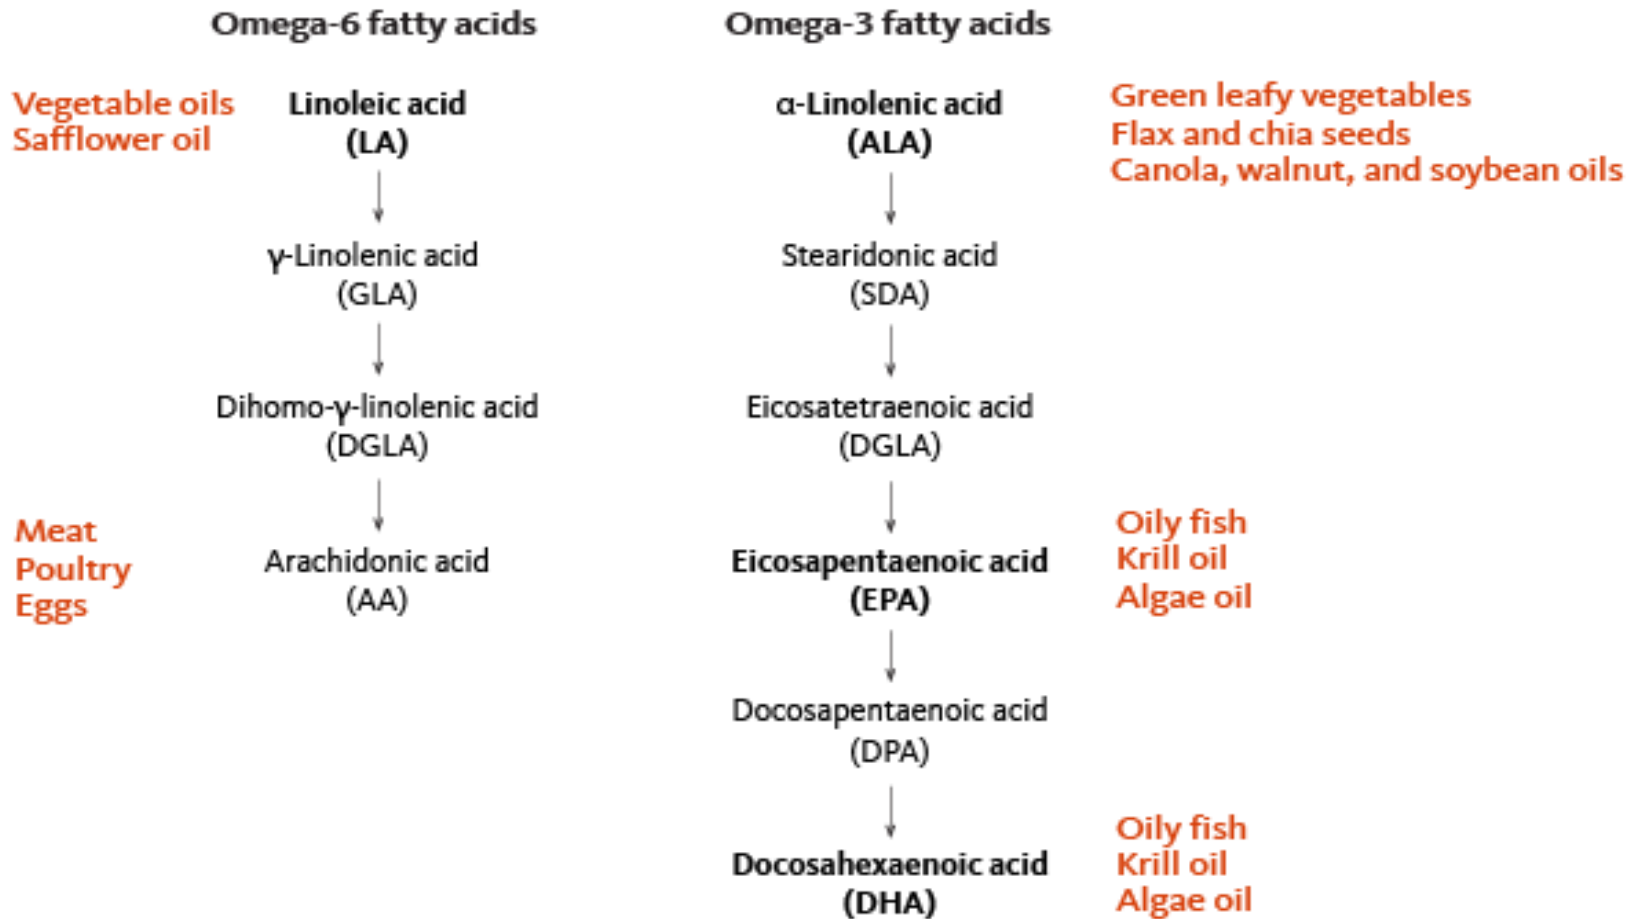 Omega-6 fatty acids
Omega-3 fatty acids
Vegetable oils
Safflower oil
Linoleic acid
(LA)
α-Linolenic acid
(ALA)
Green leafy vegetables
Flax and chia seeds
Canola, walnut, and soybean oils
γ-Linolenic acid
(GLA)
Stearidonic acid
(SDA)
Dihomo-γ-linolenic acid
(DGLA)
Eicosatetraenoic acid
(DGLA)
Meat
Poultry
Eggs
Arachidonic acid
(AA)
Eicosapentaenoic acid
(EPA)
Oily fish
Krill oil
Algae oil
Docosapentaenoic acid
(DPA)
Docosahexaenoic acid
(DHA)
Oily fish
Krill oil
Algae oil